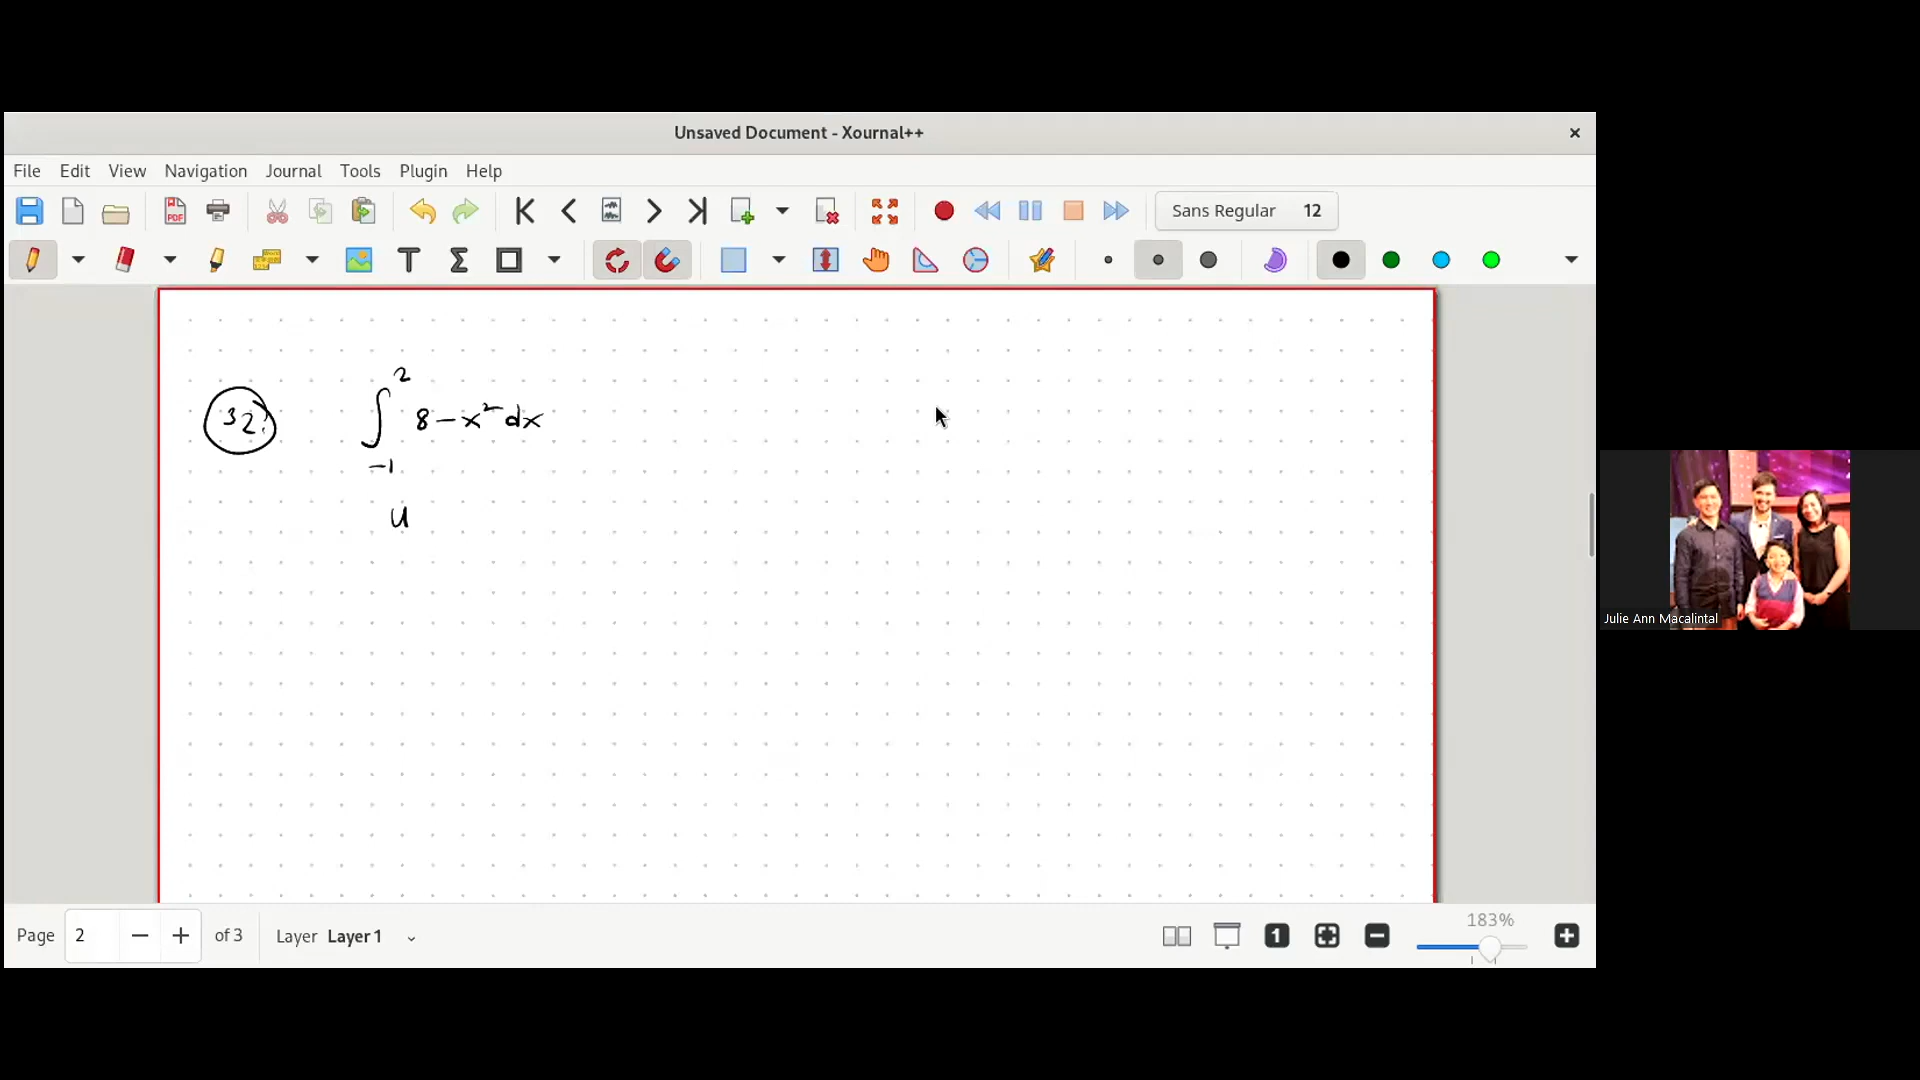 Unsaved Document - Xournal++
File Edit View Navigation Journal Tools Plugin Help
Sans Regular 12
32.
∫_{-1}^{2} 8 - x² dx
u
Julie Ann Macalintal
Page 2 of 3 Layer Layer 1 183%